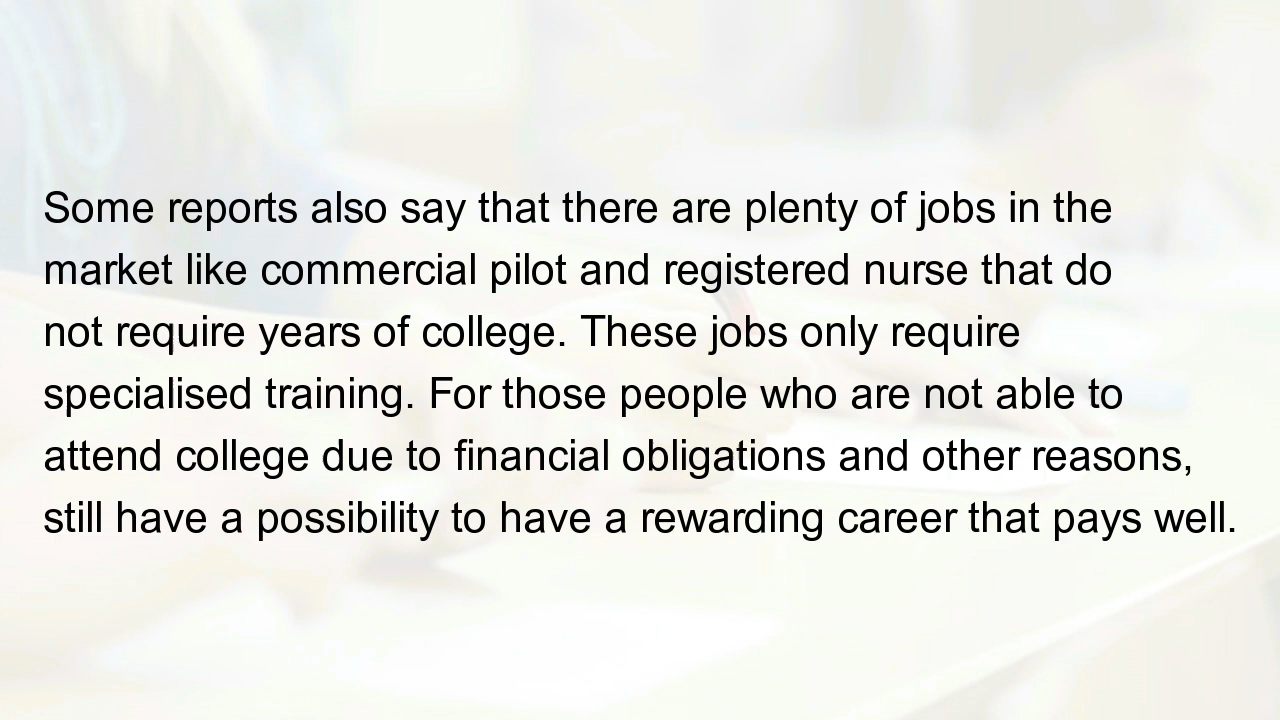 Some reports also say that there are plenty of jobs in the
market like commercial pilot and registered nurse that do
not require years of college. These jobs only require
specialised training. For those people who are not able to
attend college due to financial obligations and other reasons,
still have a possibility to have a rewarding career that pays well.